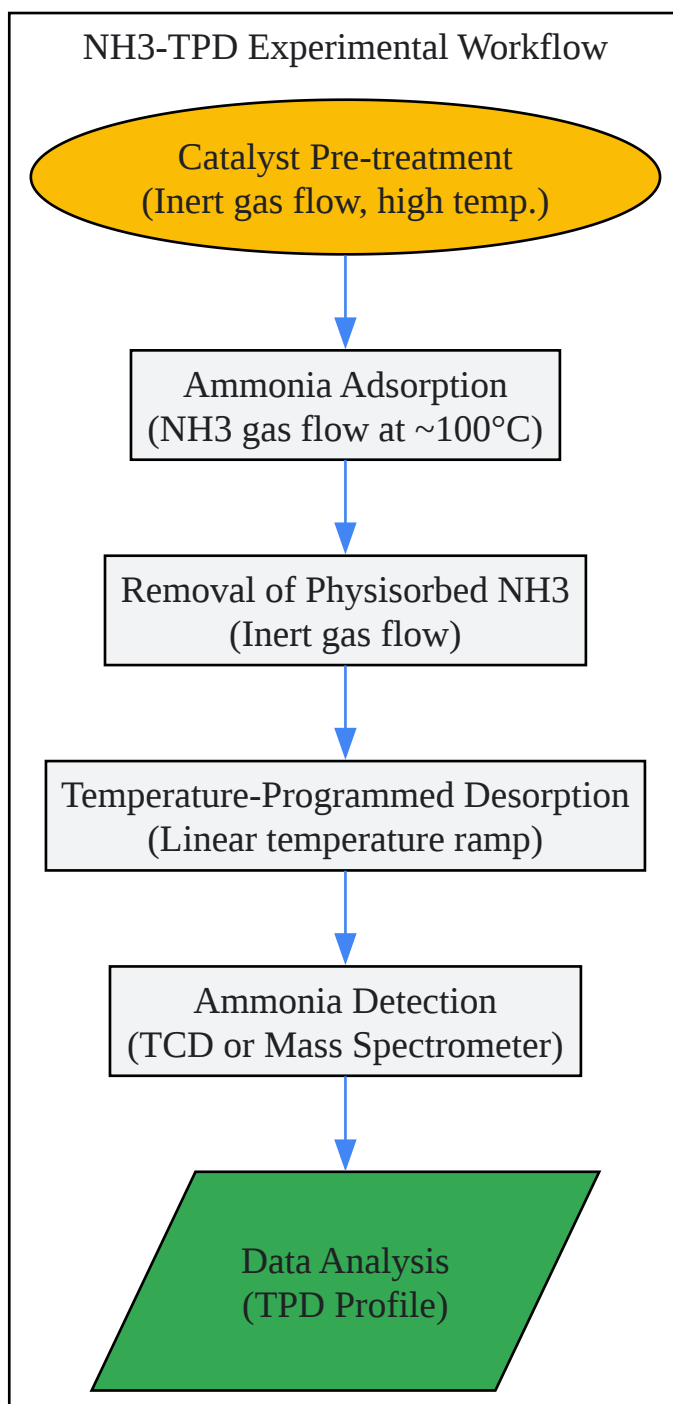 NH3-TPD Experimental Workflow
Catalyst Pre-treatment
(Inert gas flow, high temp.)
Ammonia Adsorption
(NH3 gas flow at ~100°C)
Removal of Physisorbed NH3
(Inert gas flow)
Temperature-Programmed Desorption
(Linear temperature ramp)
Ammonia Detection
(TCD or Mass Spectrometer)
Data Analysis
(TPD Profile)